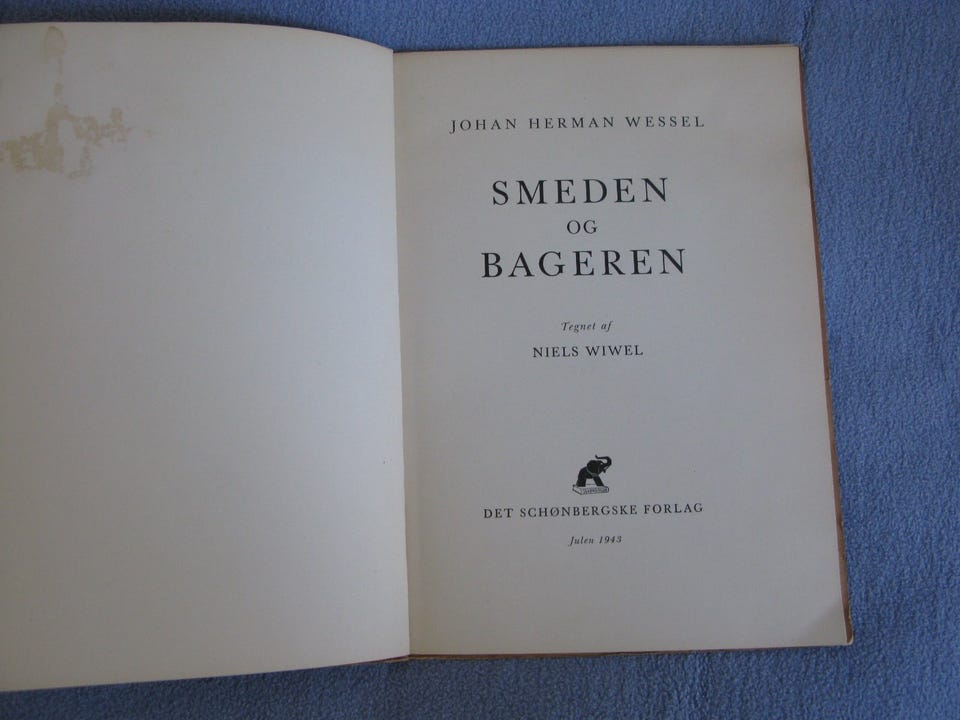 JOHAN HERMAN WESSEL
SMEDEN
OG
BAGEREN
Tegnet af
NIELS WIWEL
DET SCHØNBERGSKE FORLAG
Julen 1943